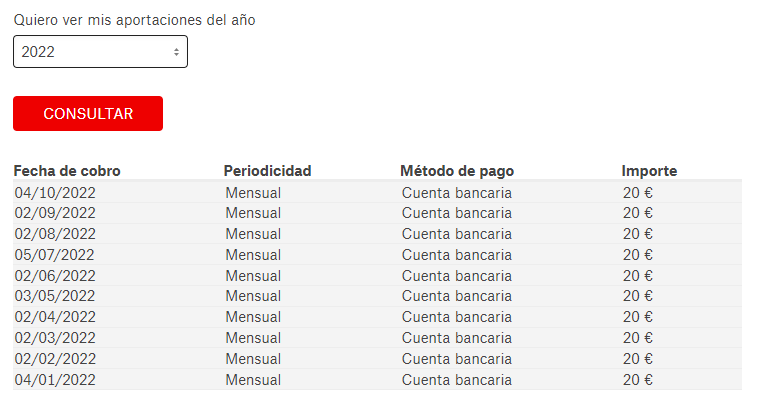 Quiero ver mis aportaciones del año
2022
CONSULTAR
Fecha de cobro Periodicidad Método de pago Importe
04/10/2022 Mensual Cuenta bancaria 20 €
02/09/2022 Mensual Cuenta bancaria 20 €
02/08/2022 Mensual Cuenta bancaria 20 €
05/07/2022 Mensual Cuenta bancaria 20 €
02/06/2022 Mensual Cuenta bancaria 20 €
03/05/2022 Mensual Cuenta bancaria 20 €
02/04/2022 Mensual Cuenta bancaria 20 €
02/03/2022 Mensual Cuenta bancaria 20 €
02/02/2022 Mensual Cuenta bancaria 20 €
04/01/2022 Mensual Cuenta bancaria 20 €